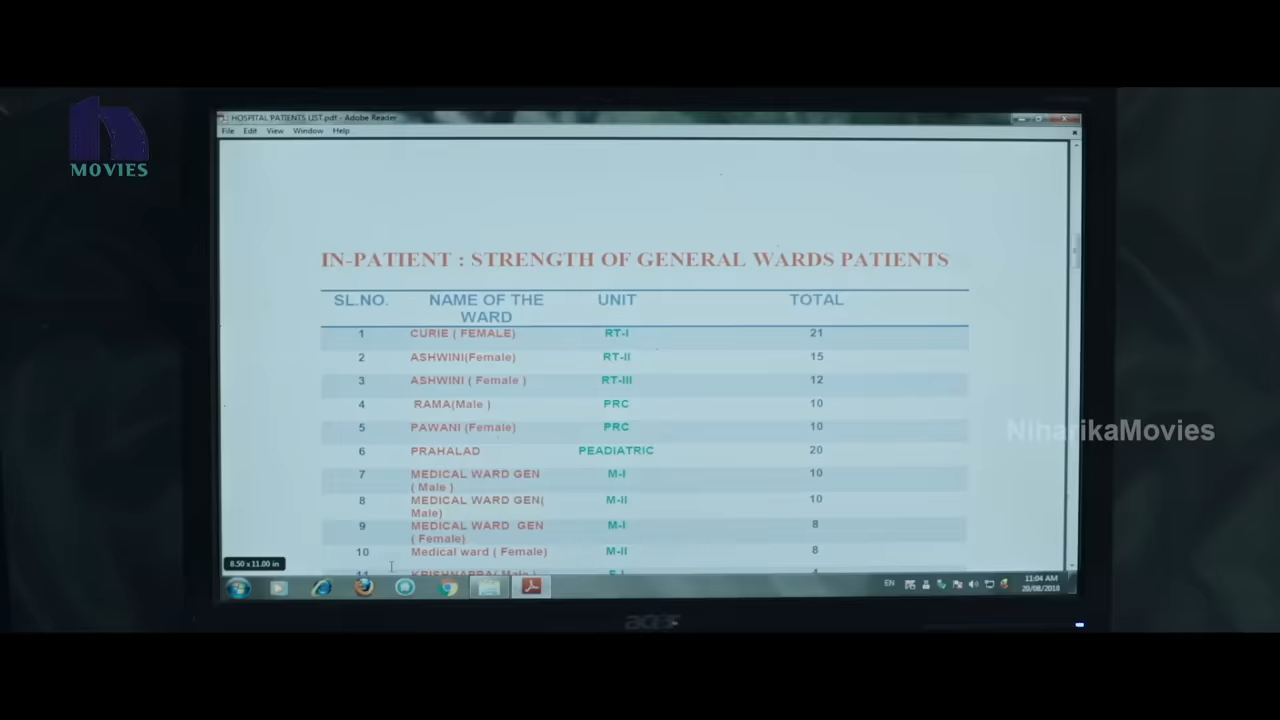 HOSPITAL PATIENTS LIST.pdf - Adobe Reader
File Edit View Window Help
MOVIES
IN-PATIENT : STRENGTH OF GENERAL WARDS PATIENTS
SL.NO. NAME OF THE WARD UNIT TOTAL
1 CURIE ( FEMALE) RT-I 21
2 ASHWINI(Female) RT-II 15
3 ASHWINI ( Female ) RT-III 12
4 RAMA(Male ) PRC 10
5 PAWANI (Female) PRC 10
6 PRAHALAD PEADIATRIC 20
7 MEDICAL WARD GEN ( Male ) M-I 10
8 MEDICAL WARD GEN( Male) M-II 10
9 MEDICAL WARD GEN ( Female) M-I 8
10 Medical ward ( Female) M-II 8
11 KRISHNAPPA( Male )
NiharikaMovies
8.50 x 11.00 in
EN
11:04 AM
20/08/2018
acer